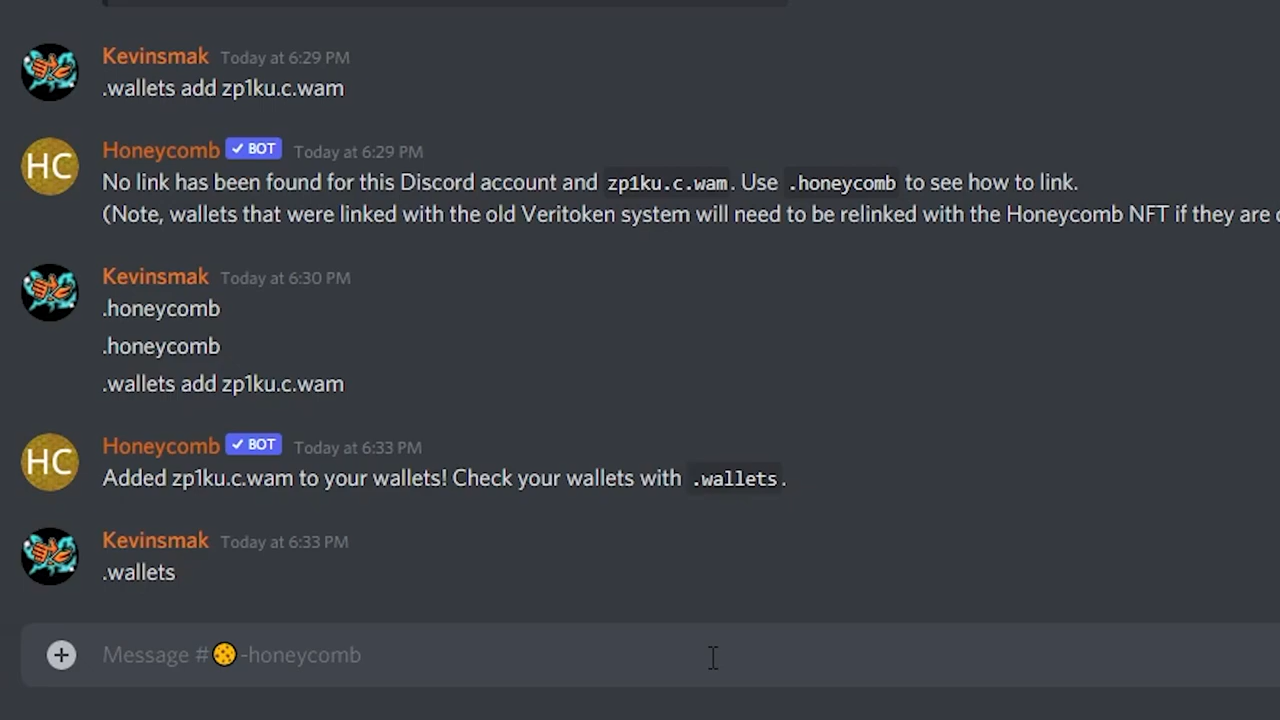 Kevinsmak Today at 6:29 PM
.wallets add zp1ku.c.wam
HC
Honeycomb ✓ BOT Today at 6:29 PM
No link has been found for this Discord account and zp1ku.c.wam. Use .honeycomb to see how to link.
(Note, wallets that were linked with the old Veritoken system will need to be relinked with the Honeycomb NFT if they are
Kevinsmak Today at 6:30 PM
.honeycomb
.honeycomb
.wallets add zp1ku.c.wam
HC
Honeycomb ✓ BOT Today at 6:33 PM
Added zp1ku.c.wam to your wallets! Check your wallets with .wallets.
Kevinsmak Today at 6:33 PM
.wallets
Message #🍪-honeycomb